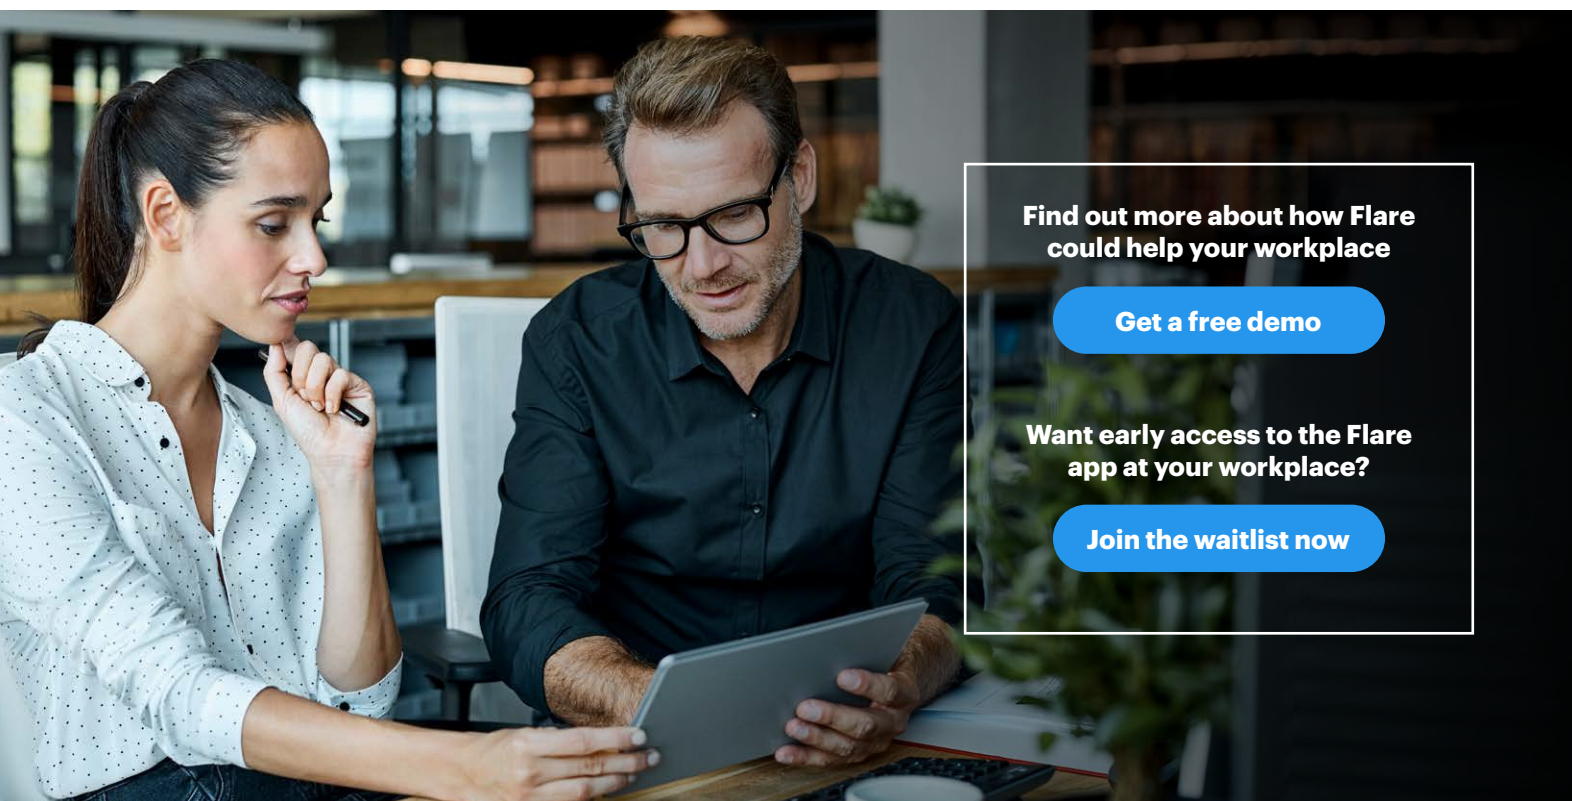 Find out more about how Flare
could help your workplace
Get a free demo
Want early access to the Flare
app at your workplace?
Join the waitlist now